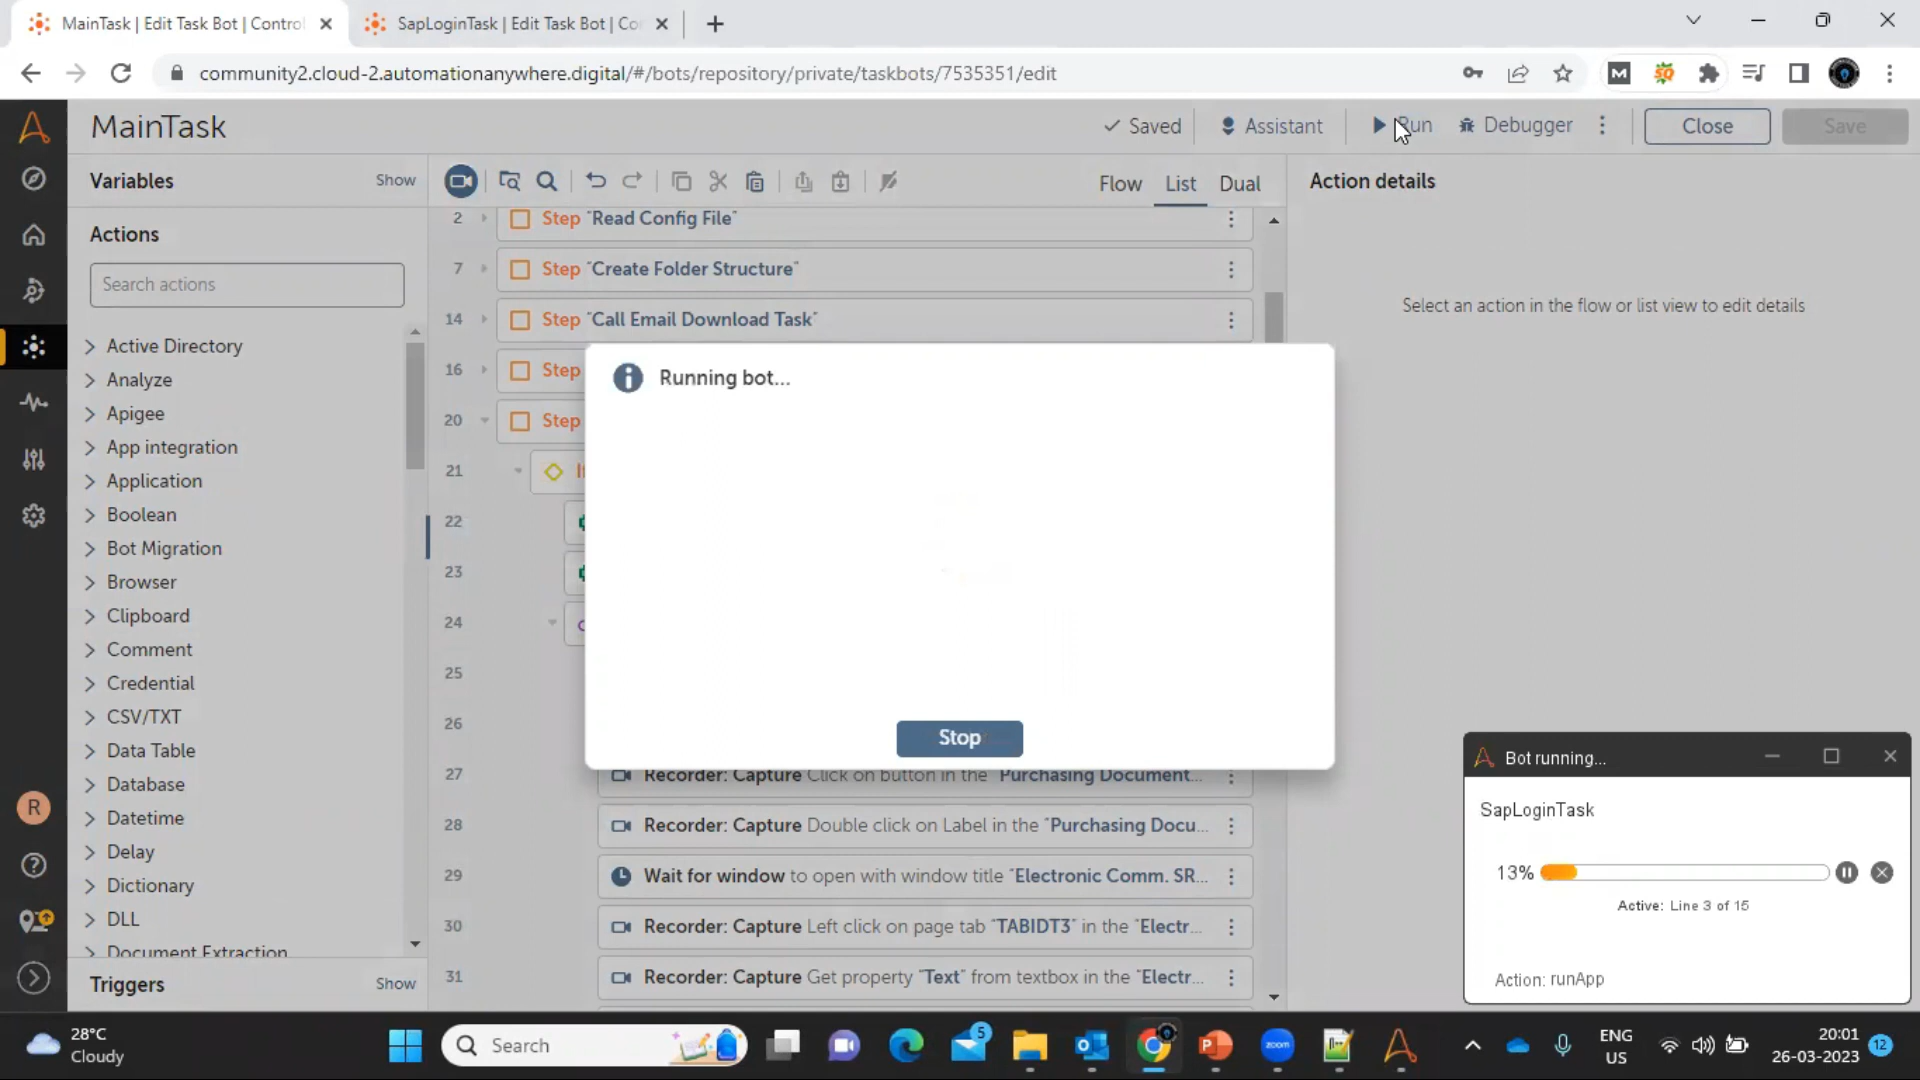 MainTask | Edit Task Bot | Control
SapLoginTask | Edit Task Bot | Co
community2.cloud-2.automationanywhere.digital/#/bots/repository/private/taskbots/7535351/edit
MainTask
Saved
Assistant
Run
Debugger
Close
Save
Variables
Show
Flow
List
Dual
Action details
Actions
Search actions
Active Directory
Analyze
Apigee
App integration
Application
Boolean
Bot Migration
Browser
Clipboard
Comment
Credential
CSV/TXT
Data Table
Database
Datetime
Delay
Dictionary
DLL
Document Extraction
Triggers
Show
2 Step "Read Config File"
7 Step "Create Folder Structure"
14 Step "Call Email Download Task"
16 Step
20 Step
21
22
23
24
25
26
27 Recorder: Capture Click on button in the "Purchasing Document...
28 Recorder: Capture Double click on Label in the "Purchasing Docu...
29 Wait for window to open with window title "Electronic Comm. SR...
30 Recorder: Capture Left click on page tab "TABIDT3" in the "Electr...
31 Recorder: Capture Get property "Text" from textbox in the "Electr...
Select an action in the flow or list view to edit details
Running bot...
Stop
Bot running...
SapLoginTask
13%
Active: Line 3 of 15
Action: runApp
R
28°C
Cloudy
Search
5
zoom
ENG
US
20:01
26-03-2023
12